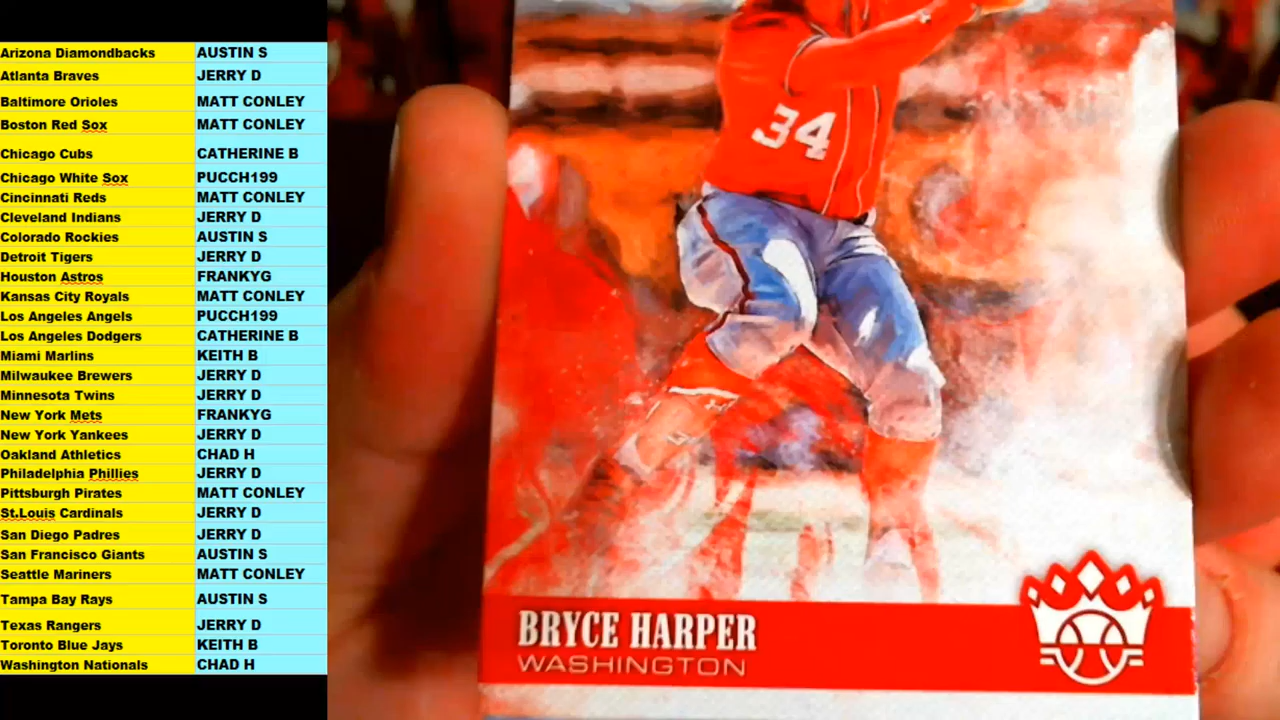 Arizona Diamondbacks AUSTIN S
Atlanta Braves JERRY D
Baltimore Orioles MATT CONLEY
Boston Red Sox MATT CONLEY
Chicago Cubs CATHERINE B
Chicago White Sox PUCCH199
Cincinnati Reds MATT CONLEY
Cleveland Indians JERRY D
Colorado Rockies AUSTIN S
Detroit Tigers JERRY D
Houston Astros FRANKYG
Kansas City Royals MATT CONLEY
Los Angeles Angels PUCCH199
Los Angeles Dodgers CATHERINE B
Miami Marlins KEITH B
Milwaukee Brewers JERRY D
Minnesota Twins JERRY D
New York Mets FRANKYG
New York Yankees JERRY D
Oakland Athletics CHAD H
Philadelphia Phillies JERRY D
Pittsburgh Pirates MATT CONLEY
St.Louis Cardinals JERRY D
San Diego Padres JERRY D
San Francisco Giants AUSTIN S
Seattle Mariners MATT CONLEY
Tampa Bay Rays AUSTIN S
Texas Rangers JERRY D
Toronto Blue Jays KEITH B
Washington Nationals CHAD H
34
BRYCE HARPER
WASHINGTON